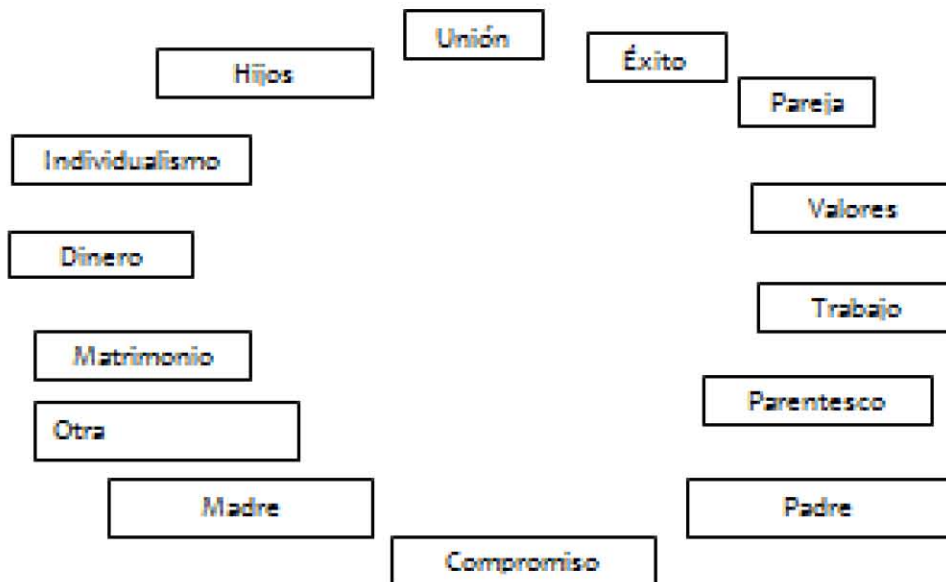 Unión
Éxito
Hijos
Pareja
Individualismo
Valores
Dinero
Trabajo
Matrimonio
Parentesco
Otra
Madre
Padre
Compromiso